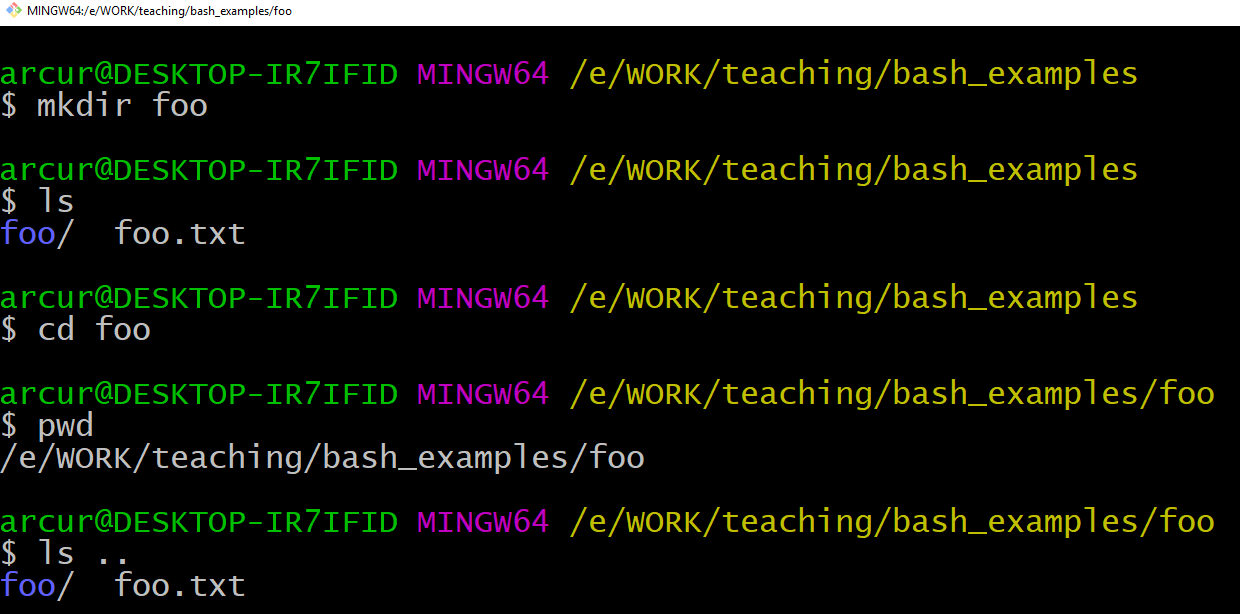 MINGW64:/e/WORK/teaching/bash_examples/foo
arcur@DESKTOP-IR7IFID MINGW64 /e/WORK/teaching/bash_examples
$ mkdir foo
arcur@DESKTOP-IR7IFID MINGW64 /e/WORK/teaching/bash_examples
$ ls
foo/  foo.txt
arcur@DESKTOP-IR7IFID MINGW64 /e/WORK/teaching/bash_examples
$ cd foo
arcur@DESKTOP-IR7IFID MINGW64 /e/WORK/teaching/bash_examples/foo
$ pwd
/e/WORK/teaching/bash_examples/foo
arcur@DESKTOP-IR7IFID MINGW64 /e/WORK/teaching/bash_examples/foo
$ ls ..
foo/  foo.txt